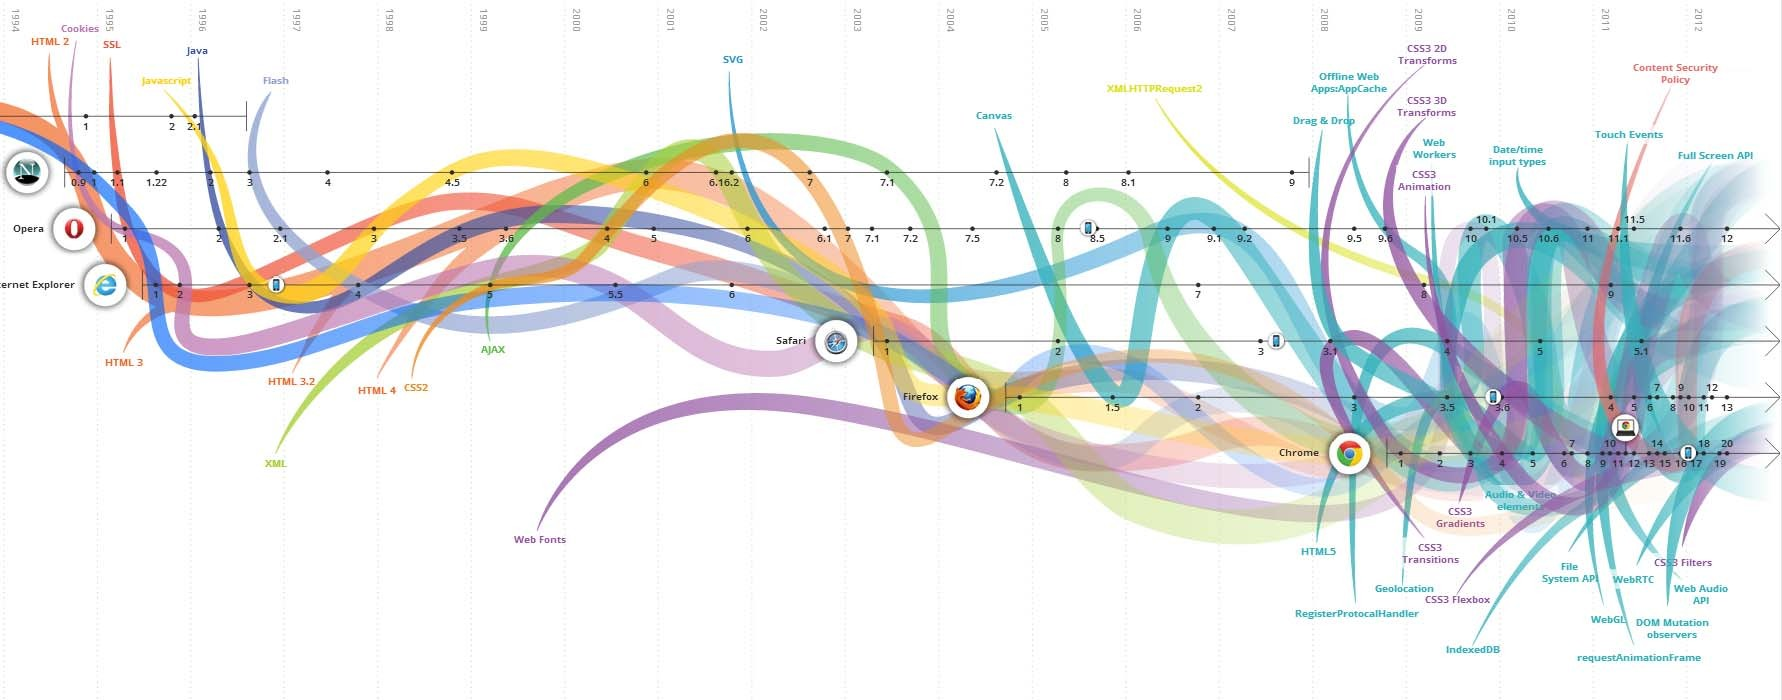 1994 1995 1996 1997 1998 1999 2000 2001 2002 2003 2004 2005 2006 2007 2008 2009 2010 2011 2012
Cookies
HTML 2
SSL
Java
Javascript
Flash
SVG
Canvas
XMLHTTPRequest2
Offline Web
Apps:AppCache
Drag & Drop
CSS3 2D
Transforms
CSS3 3D
Transforms
Web
Workers
CSS3
Animation
Date/time
input types
Content Security
Policy
Touch Events
Full Screen API
1 2 2.1
N
0.9 1 1.1 1.22 2 3 4 4.5 6 6.1 6.2 7 7.1 7.2 8 8.1 9
Opera
1 2 2.1 3 3.5 3.6 4 5 6 6.1 7 7.1 7.2 7.5 8 8.5 9 9.1 9.2 9.5 9.6 10 10.1 10.5 10.6 11 11.1 11.5 11.6 12
ernet Explorer
1 2 3 4 5 5.5 6 7 8 9
Safari
1 2 3 3.1 4 5 5.1
Firefox
1 1.5 2 3 3.5 3.6 4 5 6 7 8 9 10 11 12 13
Chrome
1 2 3 4 5 6 7 8 9 10 11 12 13 14 15 16 17 18 19 20
HTML 3
HTML 3.2
HTML 4
CSS2
AJAX
XML
Web Fonts
Audio & Video
elements
CSS3
Gradients
HTML5
CSS3
Transitions
Geolocation
RegisterProtocalHandler
CSS3 Flexbox
IndexedDB
File
System API
WebRTC
CSS3 Filters
Web Audio
API
WebGL
DOM Mutation
observers
requestAnimationFrame